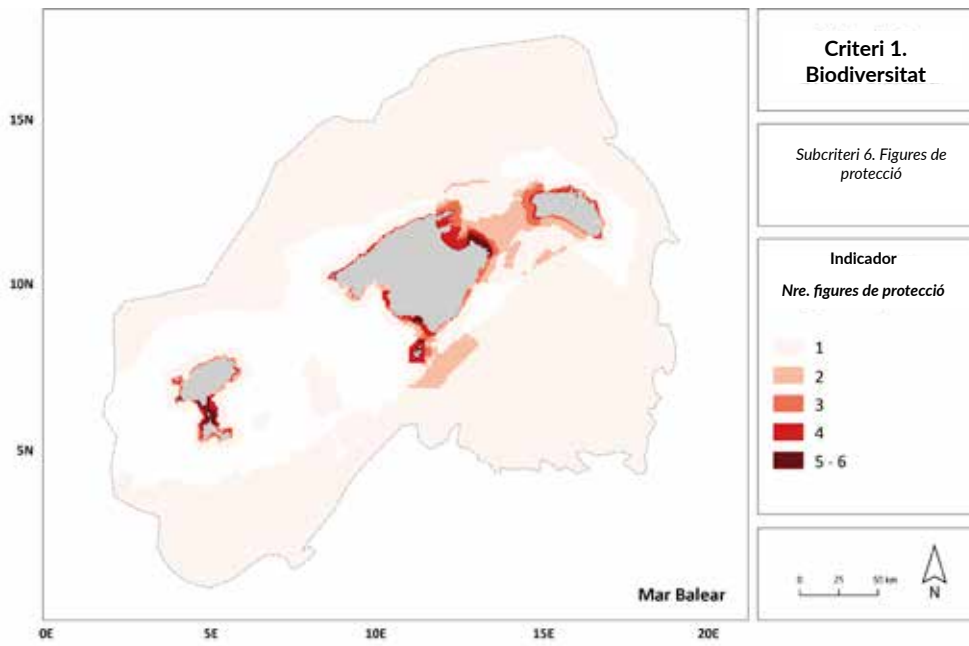 15N
10N
5N
0E
5E
10E
15E
20E
Mar Balear
Criteri 1.
Biodiversitat
Subcriteri 6. Figures de
protecció
Indicador
Nre. figures de protecció
1
2
3
4
5 - 6
0 25 50 km
N